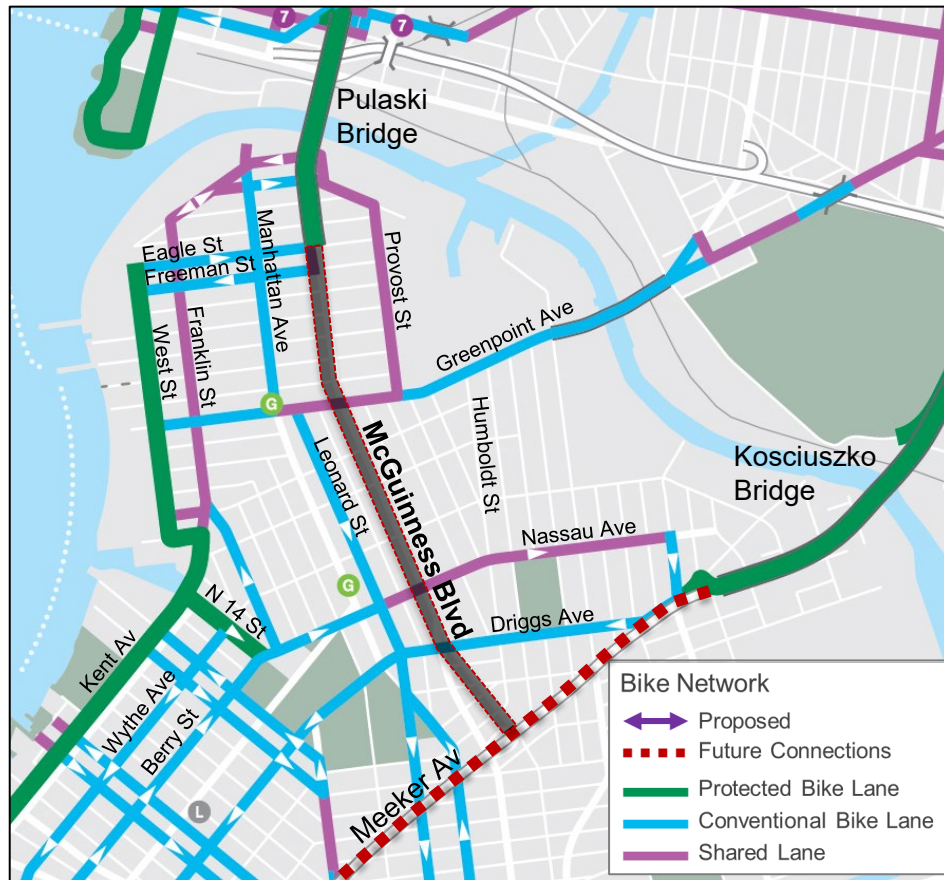 7
7
Pulaski
Bridge
Eagle St
Freeman St
Manhattan Ave
Provost St
West St
Franklin St
Greenpoint Ave
G
Leonard St
McGuinness Blvd
Humboldt St
Kosciuszko
Bridge
Nassau Ave
G
N 14 St
Driggs Ave
Kent Av
Wythe Ave
Berry St
L
Meeker Av
Bike Network
Proposed
Future Connections
Protected Bike Lane
Conventional Bike Lane
Shared Lane